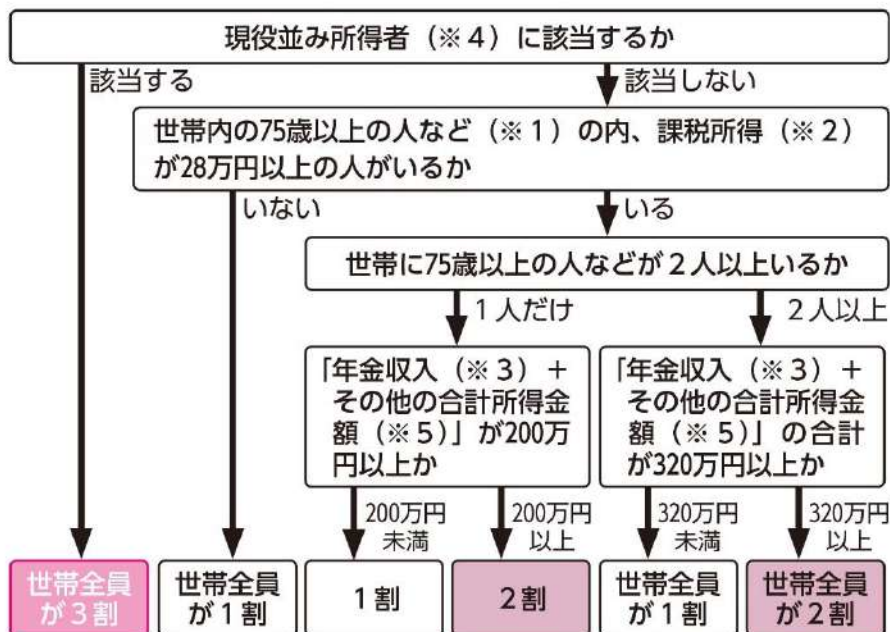 現役並み所得者(※4)に該当するか
該当する
該当しない
世帯内の75歳以上の人など(※1)の内、課税所得(※2)
が28万円以上の人がいるか
いない
いる
世帯に75歳以上の人などが2人以上いるか
1人だけ
2人以上
「年金収入(※3)+
その他の合計所得金
額(※5)」が200万
円以上か
「年金収入(※3)+
その他の合計所得金
額(※5)」の合計
が320万円以上か
200万円
未満
200万円
以上
320万円
未満
320万円
以上
世帯全員
が3割
世帯全員
が1割
1割
2割
世帯全員
が1割
世帯全員
が2割